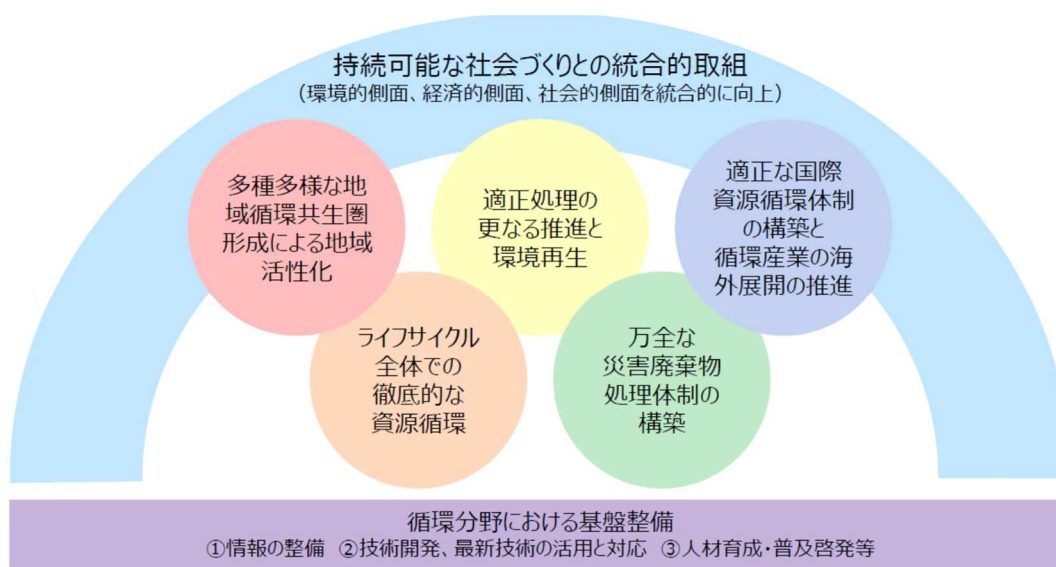 持続可能な社会づくりとの統合的取組
（環境的側面、経済的側面、社会的側面を統合的に向上）
多種多様な地
域循環共生圏
形成による地域
活性化
適正処理の
更なる推進と
環境再生
適正な国際
資源循環体制
の構築と
循環産業の海
外展開の推進
ライフサイクル
全体での
徹底的な
資源循環
万全な
災害廃棄物
処理体制の
構築
循環分野における基盤整備
①情報の整備 ②技術開発、最新技術の活用と対応 ③人材育成・普及啓発等